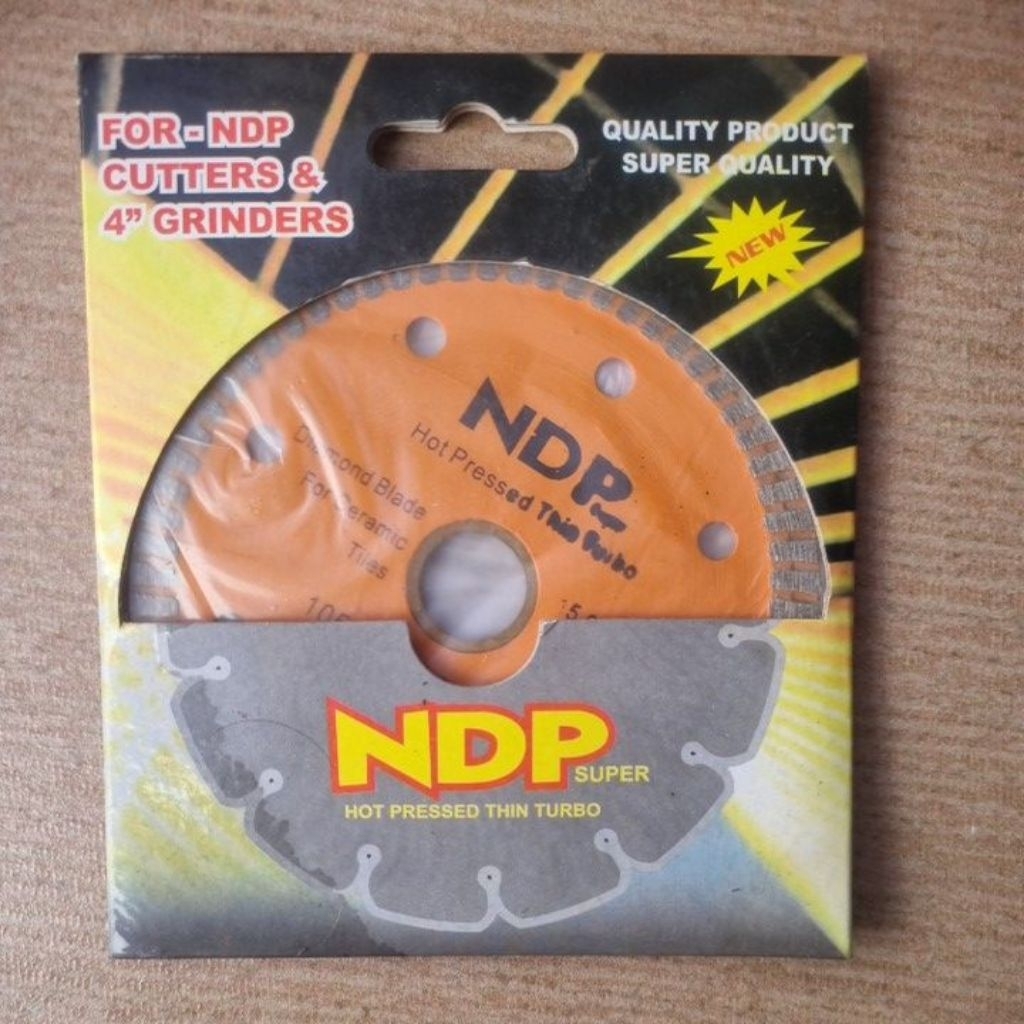 FOR - NDP
CUTTERS &
4” GRINDERS
QUALITY PRODUCT
SUPER QUALITY
NEW
NDP
Hot Pressed Thin Turbo
Diamond Blade
For Ceramic
Tiles
NDP
SUPER
HOT PRESSED THIN TURBO